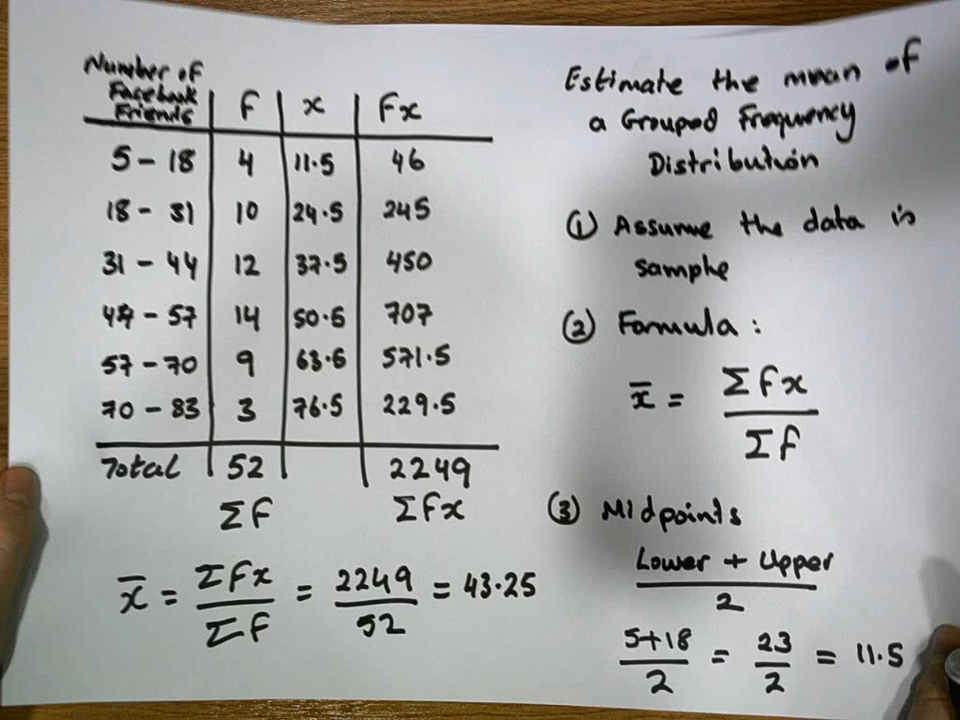 Number of
Facebook
Friends F x Fx
5 - 18 4 11.5 46
18 - 31 10 24.5 245
31 - 44 12 37.5 450
44 - 57 14 50.5 707
57 - 70 9 63.5 571.5
70 - 83 3 76.5 229.5
Total 52 2249
ΣF ΣFx
x̄ = ΣFx / ΣF = 2249 / 52 = 43.25
Estimate the mean of
a Grouped Frequency
Distribution
(1) Assume the data is
sample
(2) Formula :
x̄ = ΣFx / ΣF
(3) Midpoints
Lower + Upper
2
5+18 / 2 = 23 / 2 = 11.5